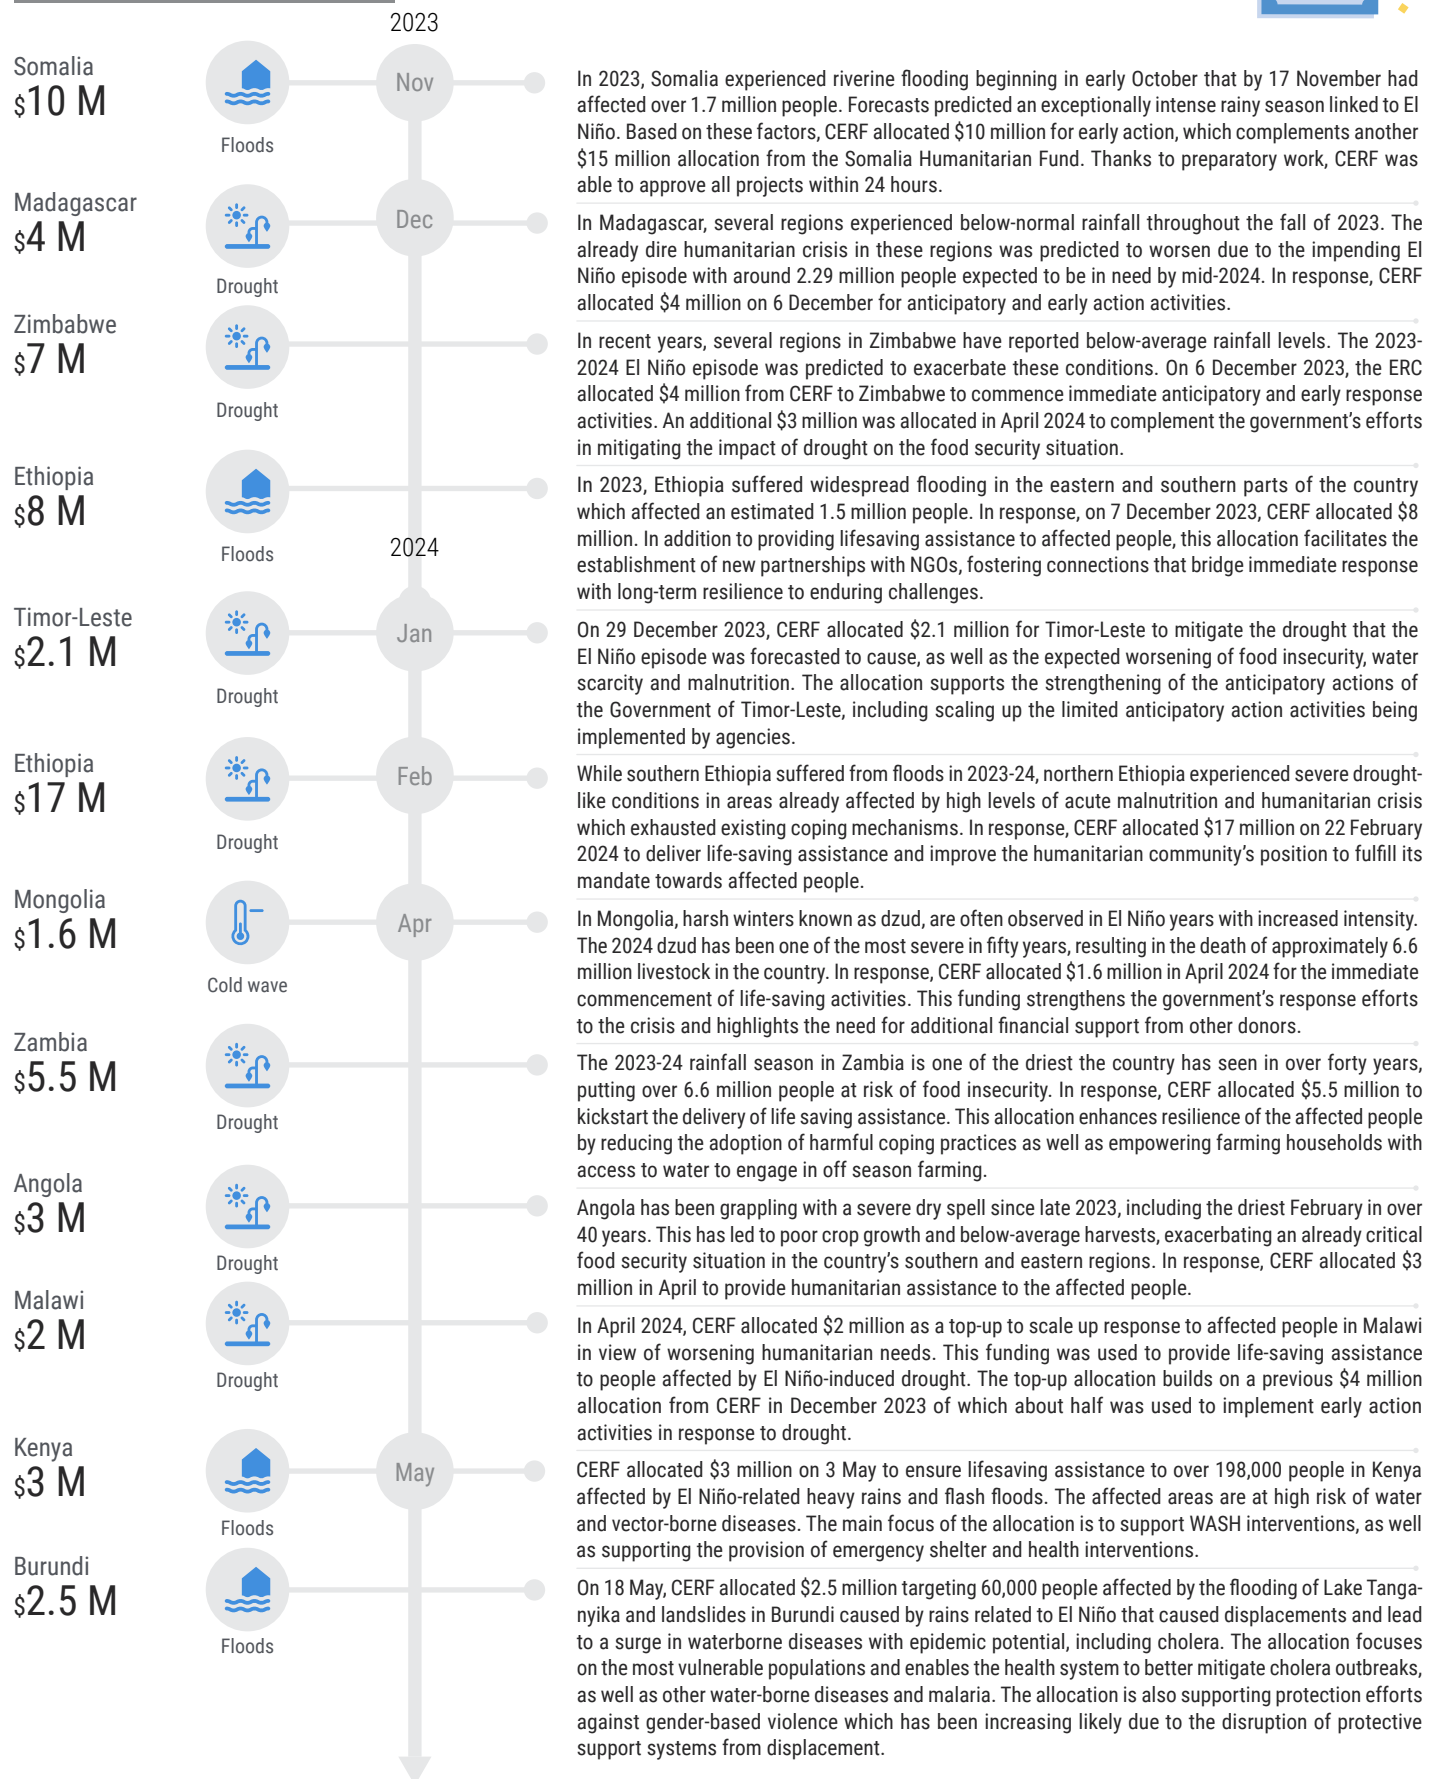 2023
Somalia
$10 M
Floods
Nov
In 2023, Somalia experienced riverine flooding beginning in early October that by 17 November had
affected over 1.7 million people. Forecasts predicted an exceptionally intense rainy season linked to El
Niño. Based on these factors, CERF allocated $10 million for early action, which complements another
$15 million allocation from the Somalia Humanitarian Fund. Thanks to preparatory work, CERF was
able to approve all projects within 24 hours.
Madagascar
$4 M
Drought
Dec
In Madagascar, several regions experienced below-normal rainfall throughout the fall of 2023. The
already dire humanitarian crisis in these regions was predicted to worsen due to the impending El
Niño episode with around 2.29 million people expected to be in need by mid-2024. In response, CERF
allocated $4 million on 6 December for anticipatory and early action activities.
Zimbabwe
$7 M
Drought
In recent years, several regions in Zimbabwe have reported below-average rainfall levels. The 2023-
2024 El Niño episode was predicted to exacerbate these conditions. On 6 December 2023, the ERC
allocated $4 million from CERF to Zimbabwe to commence immediate anticipatory and early response
activities. An additional $3 million was allocated in April 2024 to complement the government's efforts
in mitigating the impact of drought on the food security situation.
Ethiopia
$8 M
Floods
In 2023, Ethiopia suffered widespread flooding in the eastern and southern parts of the country
which affected an estimated 1.5 million people. In response, on 7 December 2023, CERF allocated $8
million. In addition to providing lifesaving assistance to affected people, this allocation facilitates the
establishment of new partnerships with NGOs, fostering connections that bridge immediate response
with long-term resilience to enduring challenges.
2024
Timor-Leste
$2.1 M
Drought
Jan
On 29 December 2023, CERF allocated $2.1 million for Timor-Leste to mitigate the drought that the
El Niño episode was forecasted to cause, as well as the expected worsening of food insecurity, water
scarcity and malnutrition. The allocation supports the strengthening of the anticipatory actions of
the Government of Timor-Leste, including scaling up the limited anticipatory action activities being
implemented by agencies.
Ethiopia
$17 M
Drought
Feb
While southern Ethiopia suffered from floods in 2023-24, northern Ethiopia experienced severe drought-
like conditions in areas already affected by high levels of acute malnutrition and humanitarian crisis
which exhausted existing coping mechanisms. In response, CERF allocated $17 million on 22 February
2024 to deliver life-saving assistance and improve the humanitarian community's position to fulfill its
mandate towards affected people.
Mongolia
$1.6 M
Cold wave
Apr
In Mongolia, harsh winters known as dzud, are often observed in El Niño years with increased intensity.
The 2024 dzud has been one of the most severe in fifty years, resulting in the death of approximately 6.6
million livestock in the country. In response, CERF allocated $1.6 million in April 2024 for the immediate
commencement of life-saving activities. This funding strengthens the government's response efforts
to the crisis and highlights the need for additional financial support from other donors.
Zambia
$5.5 M
Drought
The 2023-24 rainfall season in Zambia is one of the driest the country has seen in over forty years,
putting over 6.6 million people at risk of food insecurity. In response, CERF allocated $5.5 million to
kickstart the delivery of life saving assistance. This allocation enhances resilience of the affected people
by reducing the adoption of harmful coping practices as well as empowering farming households with
access to water to engage in off season farming.
Angola
$3 M
Drought
Angola has been grappling with a severe dry spell since late 2023, including the driest February in over
40 years. This has led to poor crop growth and below-average harvests, exacerbating an already critical
food security situation in the country's southern and eastern regions. In response, CERF allocated $3
million in April to provide humanitarian assistance to the affected people.
Malawi
$2 M
Drought
In April 2024, CERF allocated $2 million as a top-up to scale up response to affected people in Malawi
in view of worsening humanitarian needs. This funding was used to provide life-saving assistance
to people affected by El Niño-induced drought. The top-up allocation builds on a previous $4 million
allocation from CERF in December 2023 of which about half was used to implement early action
activities in response to drought.
Kenya
$3 M
Floods
May
CERF allocated $3 million on 3 May to ensure lifesaving assistance to over 198,000 people in Kenya
affected by El Niño-related heavy rains and flash floods. The affected areas are at high risk of water
and vector-borne diseases. The main focus of the allocation is to support WASH interventions, as well
as supporting the provision of emergency shelter and health interventions.
Burundi
$2.5 M
Floods
On 18 May, CERF allocated $2.5 million targeting 60,000 people affected by the flooding of Lake Tanga-
nyika and landslides in Burundi caused by rains related to El Niño that caused displacements and lead
to a surge in waterborne diseases with epidemic potential, including cholera. The allocation focuses
on the most vulnerable populations and enables the health system to better mitigate cholera outbreaks,
as well as other water-borne diseases and malaria. The allocation is also supporting protection efforts
against gender-based violence which has been increasing likely due to the disruption of protective
support systems from displacement.